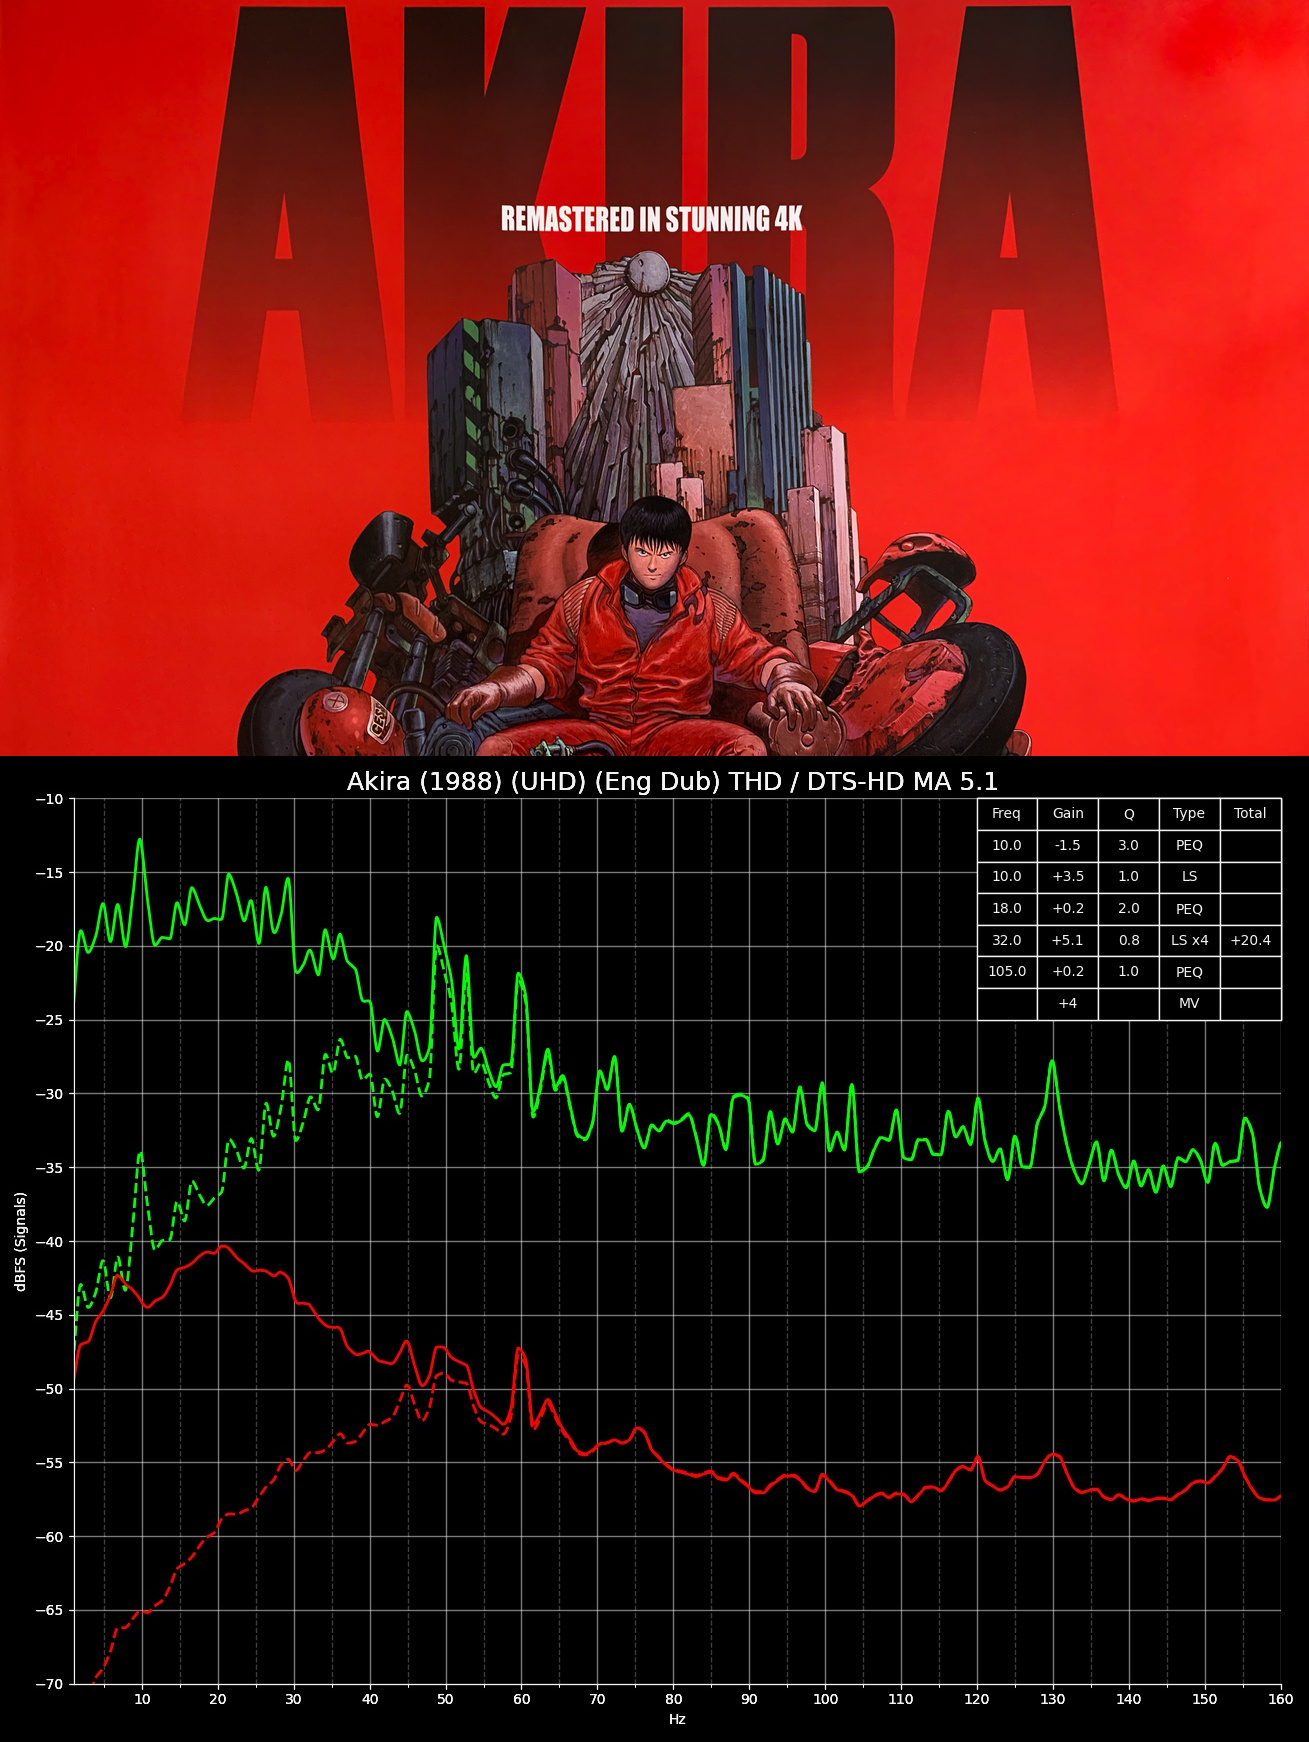 AKIRA
REMASTERED IN STUNNING 4K
Akira (1988) (UHD) (Eng Dub) THD / DTS-HD MA 5.1
Freq Gain Q Type Total
10.0 -1.5 3.0 PEQ
10.0 +3.5 1.0 LS
18.0 +0.2 2.0 PEQ
32.0 +5.1 0.8 LS x4 +20.4
105.0 +0.2 1.0 PEQ
+4 MV
−10
−15
−20
−25
−30
−35
−40
−45
−50
−55
−60
−65
−70
dBFS (Signals)
10 20 30 40 50 60 70 80 90 100 110 120 130 140 150 160
Hz